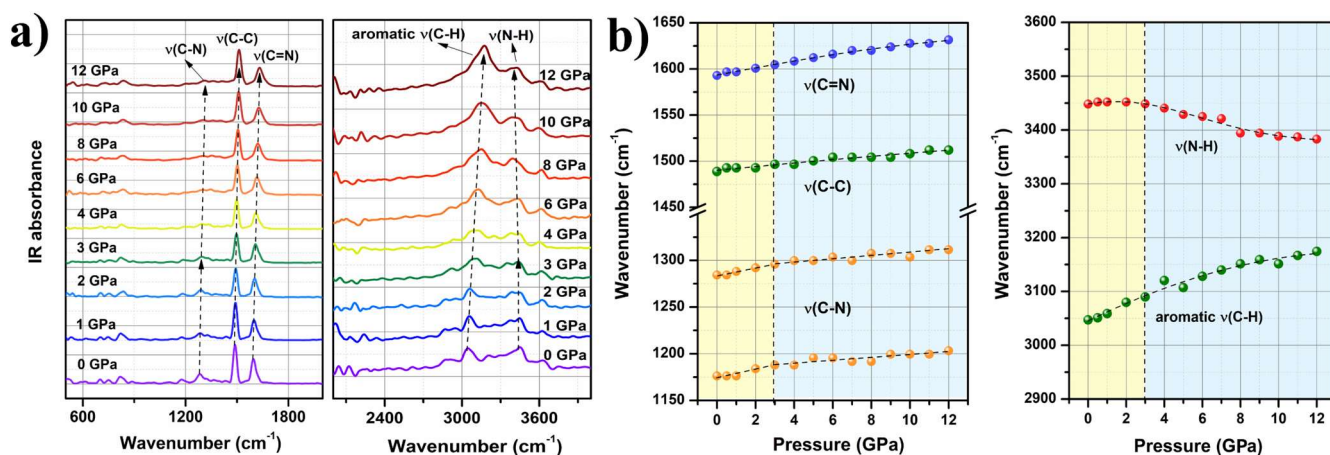 a)
ν(C-N)
ν(C-C)
ν(C=N)
12 GPa
10 GPa
8 GPa
6 GPa
4 GPa
3 GPa
2 GPa
1 GPa
0 GPa
IR absorbance
600 1200 1800
Wavenumber (cm⁻¹)
aromatic ν(C-H)
ν(N-H)
12 GPa
10 GPa
8 GPa
6 GPa
4 GPa
3 GPa
2 GPa
1 GPa
0 GPa
2400 3000 3600
Wavenumber (cm⁻¹)
b)
Wavenumber (cm⁻¹)
1650
1600
1550
1500
1450
1300
1200
1150
ν(C=N)
ν(C-C)
ν(C-N)
0 2 4 6 8 10 12
Pressure (GPa)
Wavenumber (cm⁻¹)
3600
3500
3400
3300
3200
3100
3000
2900
ν(N-H)
aromatic ν(C-H)
0 2 4 6 8 10 12
Pressure (GPa)